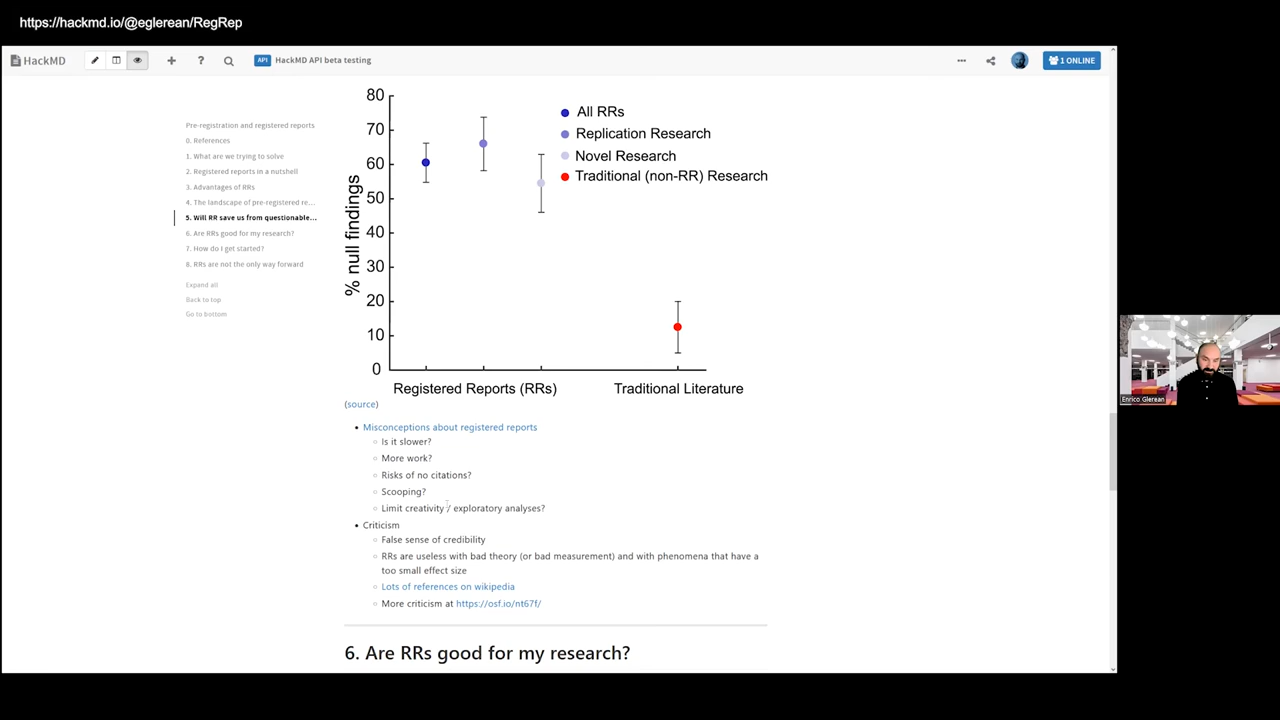 https://hackmd.io/@eglerean/RegRep
HackMD
API HackMD API beta testing
1 ONLINE
Pre-registration and registered reports
0. References
1. What are we trying to solve
2. Registered reports in a nutshell
3. Advantages of RRs
4. The landscape of pre-registered re...
5. Will RR save us from questionable...
6. Are RRs good for my research?
7. How do I get started?
8. RRs are not the only way forward
Expand all
Back to top
Go to bottom
% null findings
80
70
60
50
40
30
20
10
0
All RRs
Replication Research
Novel Research
Traditional (non-RR) Research
Registered Reports (RRs)
Traditional Literature
(source)
Misconceptions about registered reports
Is it slower?
More work?
Risks of no citations?
Scooping?
Limit creativity / exploratory analyses?
Criticism
False sense of credibility
RRs are useless with bad theory (or bad measurement) and with phenomena that have a
too small effect size
Lots of references on wikipedia
More criticism at https://osf.io/nt67f/
6. Are RRs good for my research?
Enrico Glerean